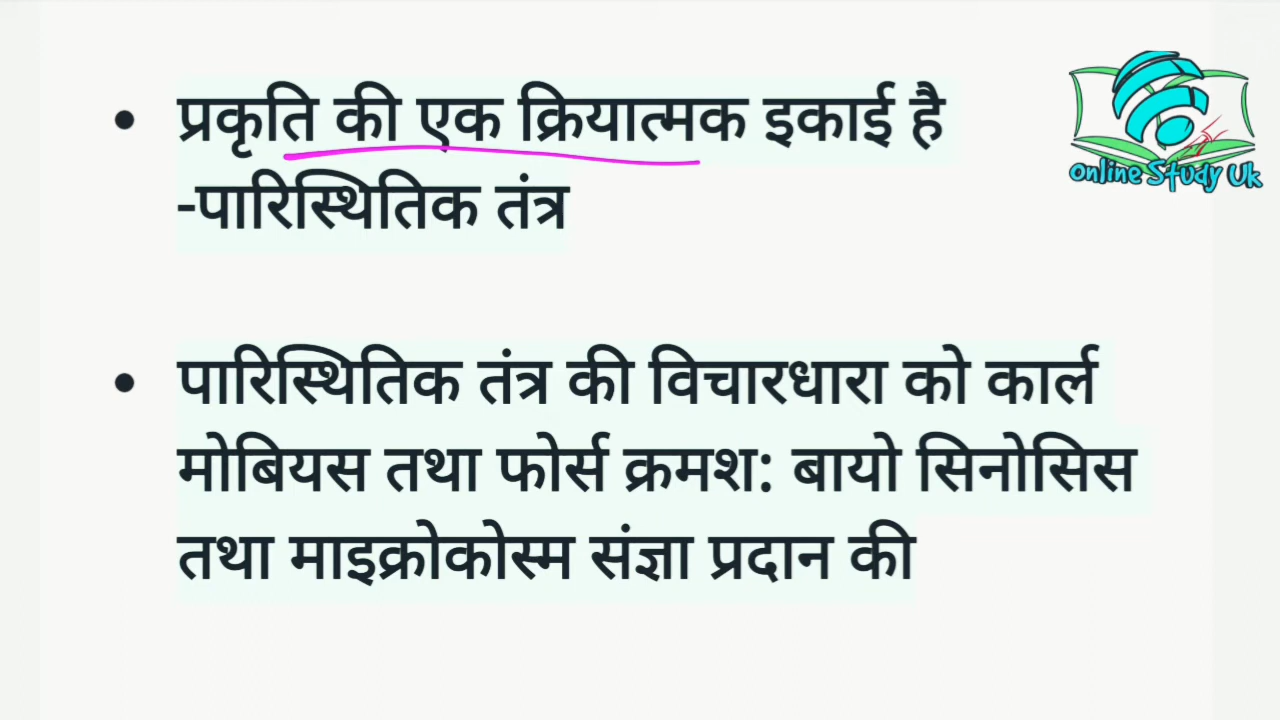 • प्रकृति की एक क्रियात्मक इकाई है
-पारिस्थितिक तंत्र
• पारिस्थितिक तंत्र की विचारधारा को कार्ल
मोबियस तथा फोर्स क्रमश: बायो सिनोसिस
तथा माइक्रोकोस्म संज्ञा प्रदान की
Online Study Uk